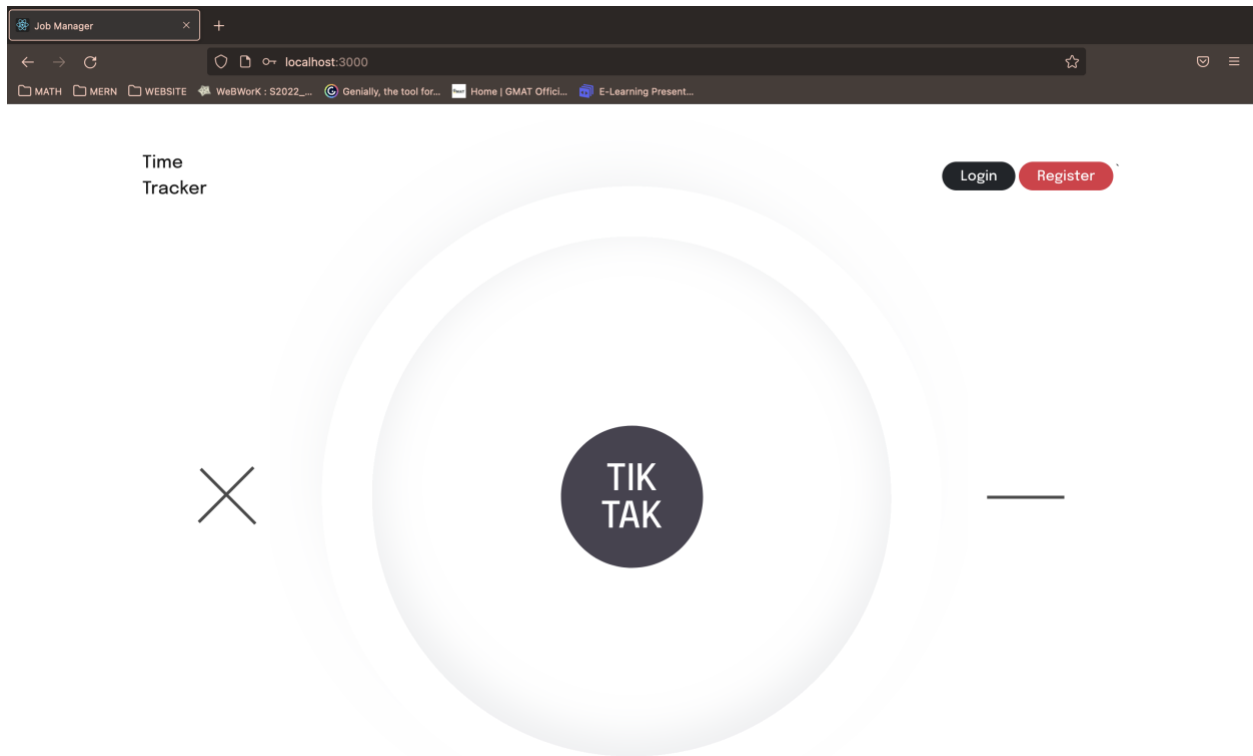 Job Manager
localhost:3000
MATH MERN WEBSITE WeBWorK : S2022_... Genially, the tool for... Home | GMAT Offici... E-Learning Present...
Time
Tracker
Login Register
TIK
TAK